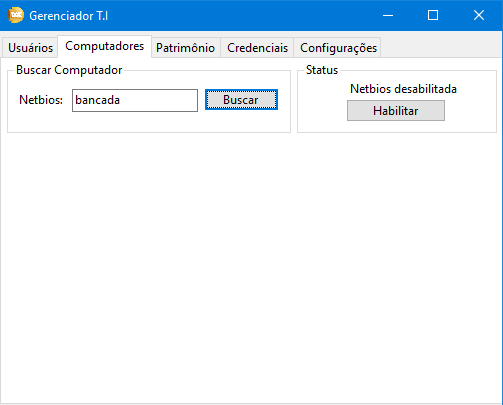 Gerenciador T.I
Usuários Computadores Patrimônio Credenciais Configurações
Buscar Computador
Netbios: bancada Buscar
Status
Netbios desabilitada
Habilitar